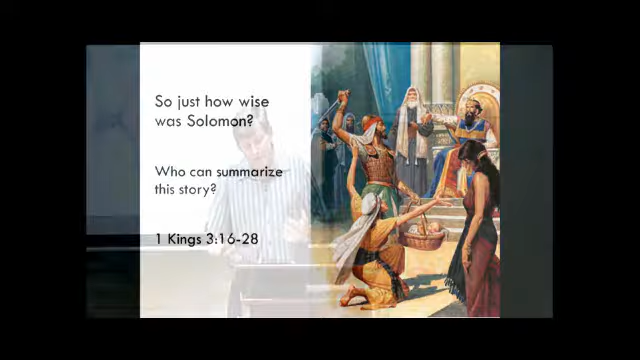 So just how wise
was Solomon?
Who can summarize
this story?
1 Kings 3:16-28